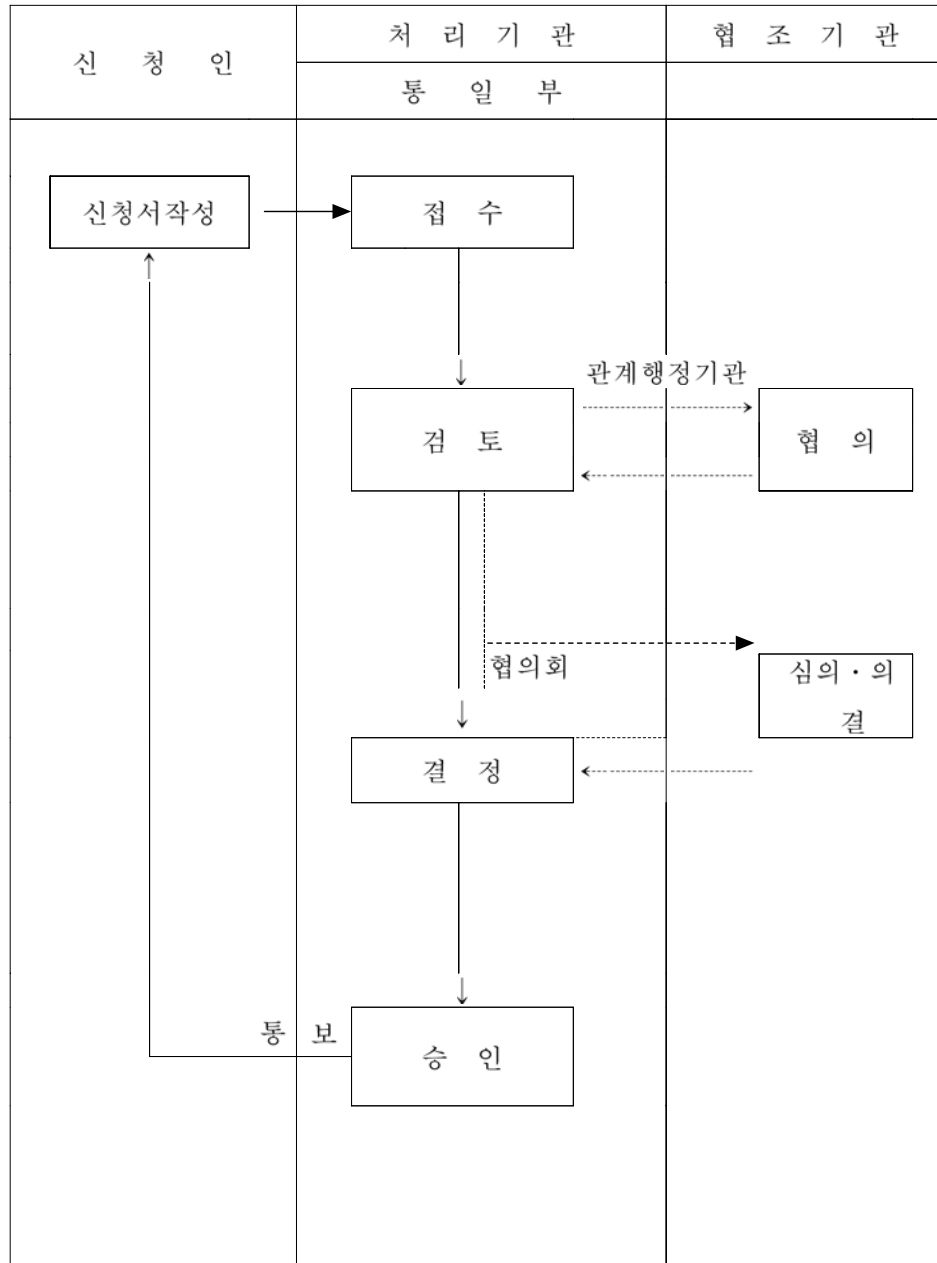 신 청 인
처 리 기 관
협 조 기 관
통 일 부
신청서작성
접 수
관계행정기관
검 토
협 의
협의회
심의·의
결
결 정
통 보
승 인